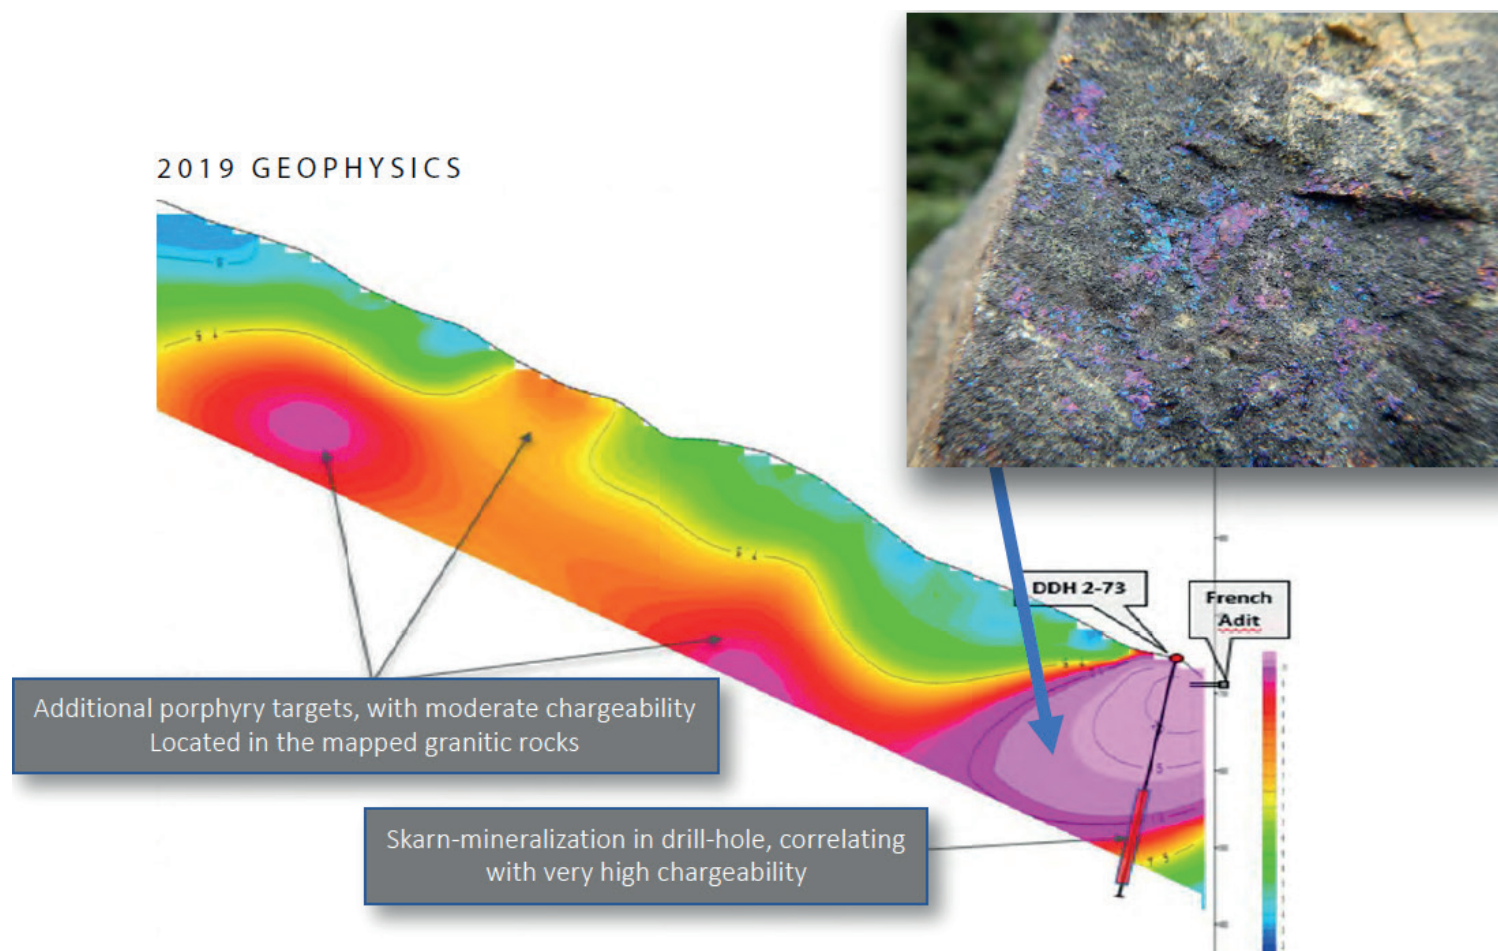 2019 GEOPHYSICS
DDH 2-73
French
Adit
Additional porphyry targets, with moderate chargeability
Located in the mapped granitic rocks
Skarn-mineralization in drill-hole, correlating
with very high chargeability